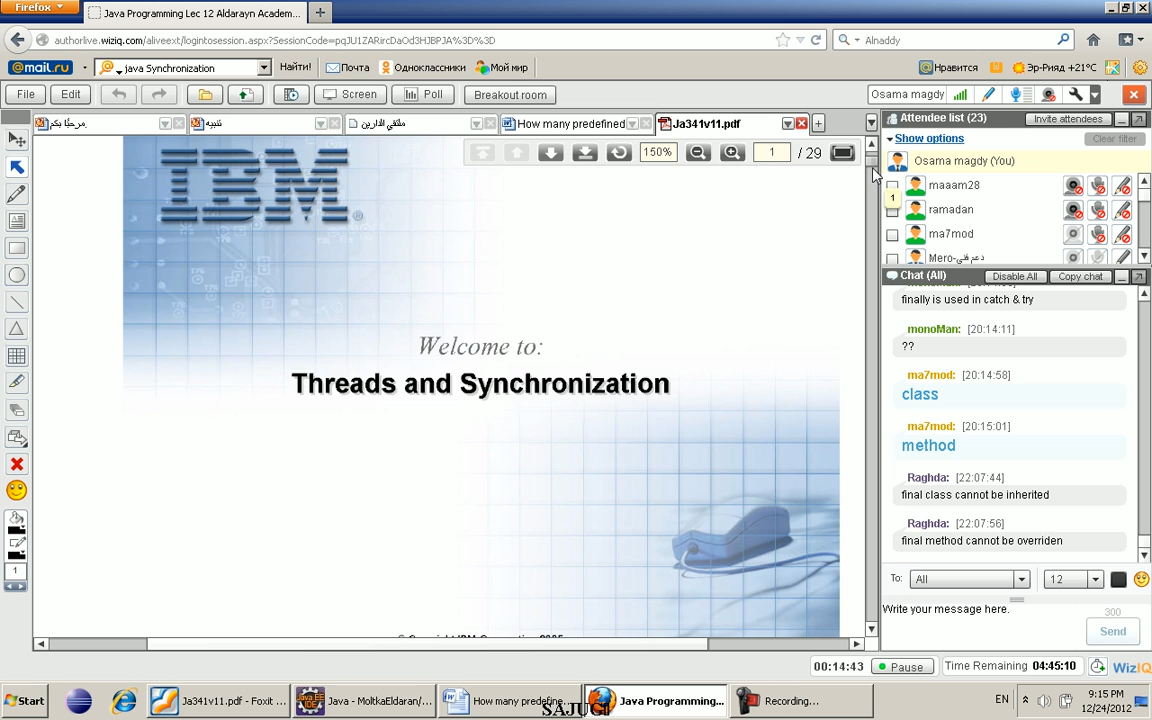 Firefox
Java Programming Lec 12 Aldarayn Academ...
authorlive.wiziq.com/aliveext/logintosession.aspx?SessionCode=pqJU1ZARircDaOd3HJBPJA%3D%3D
Alnaddy
@mail.ru
java Synchronization
Найти!
Почта
Одноклассники
Мой мир
Нравится
Эр-Рияд +21°C
File
Edit
Screen
Poll
Breakout room
Osama magdy
مرحبًا بكم.
تنبيه
ملتقي الدارين
How many predefined
Ja341v11.pdf
150%
1
/ 29
IBM
®
Welcome to:
Threads and Synchronization
Attendee list (23)
Invite attendees
Show options
Clear filter
Osama magdy (You)
maaam28
1
ramadan
ma7mod
Mero-دعم فنى
Chat (All)
Disable All
Copy chat
finally is used in catch & try
monoMan: [20:14:11]
??
ma7mod: [20:14:58]
class
ma7mod: [20:15:01]
method
Raghda: [22:07:44]
final class cannot be inherited
Raghda: [22:07:56]
final method cannot be overriden
To:
All
12
Write your message here.
300
Send
1
00:14:43
Pause
Time Remaining 04:45:10
WizIQ
Start
Ja341v11.pdf - Foxit ...
Java - MoltkaEldaran/...
How many predefine...
Java Programming...
Recording...
EN
9:15 PM
12/24/2012
SAJUGI